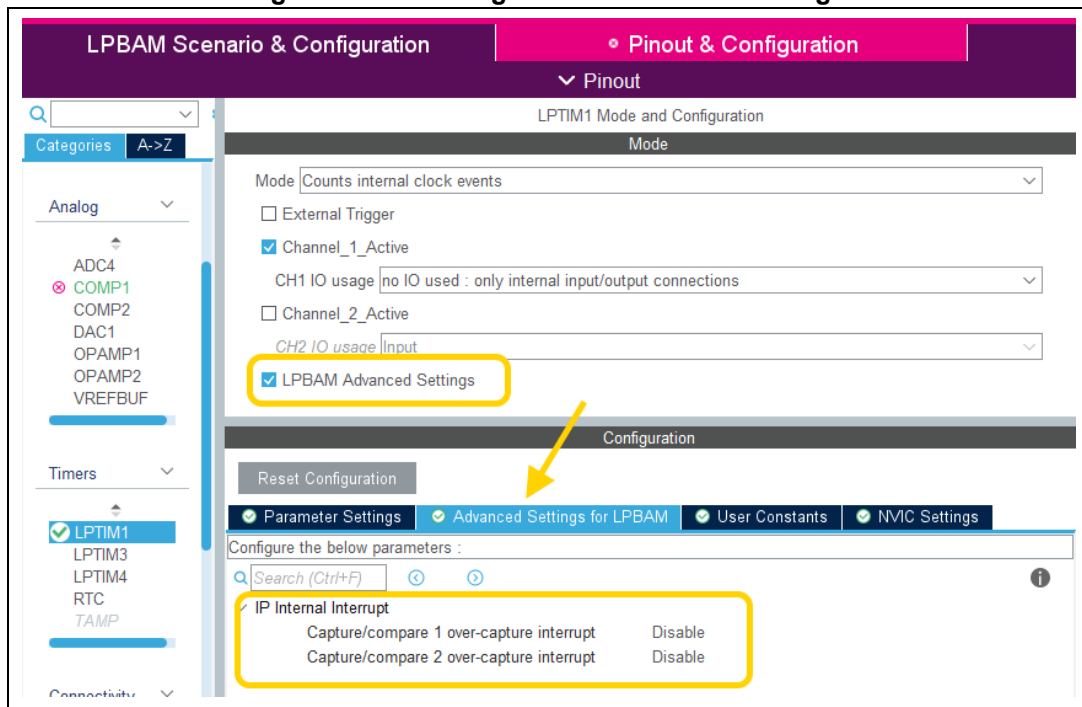 LPBAM Scenario & Configuration
Pinout & Configuration
Pinout
LPTIM1 Mode and Configuration
Categories A->Z
Mode
Mode Counts internal clock events
Analog
External Trigger
Channel_1_Active
ADC4
CH1 IO usage no IO used : only internal input/output connections
COMP1
COMP2
Channel_2_Active
DAC1
CH2 IO usage Input
OPAMP1
OPAMP2
LPBAM Advanced Settings
VREFBUF
Configuration
Timers
Reset Configuration
Parameter Settings Advanced Settings for LPBAM User Constants NVIC Settings
LPTIM1
Configure the below parameters :
LPTIM3
LPTIM4
Search (Ctrl+F)
RTC
IP Internal Interrupt
TAMP
Capture/compare 1 over-capture interrupt Disable
Capture/compare 2 over-capture interrupt Disable
Connectivity